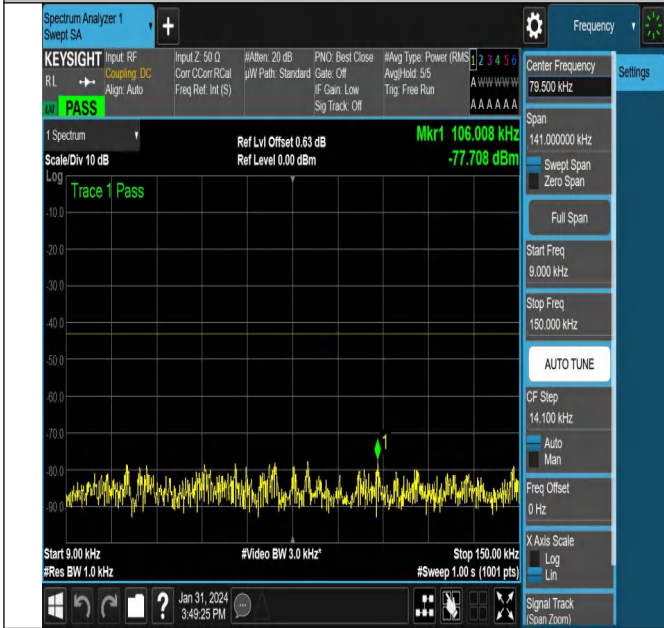 Spectrum Analyzer 1
Swept SA
+
Frequency
KEYSIGHT
RL
PASS
Input: RF
Coupling: DC
Align: Auto
Input Z: 50 Ω
Corr CCorr RCal
Freq Ref: Int (S)
#Atten: 20 dB
µW Path: Standard
PNO: Best Close
Gate: Off
IF Gain: Low
Sig Track: Off
#Avg Type: Power (RMS
Avg|Hold: 5/5
Trig: Free Run
1 2 3 4 5 6
A W W W W W
A A A A A A
1 Spectrum
Scale/Div 10 dB
Ref Lvl Offset 0.63 dB
Ref Level 0.00 dBm
Mkr1 106.008 kHz
-77.708 dBm
Log
Trace 1 Pass
-10.0
-20.0
-30.0
-40.0
-50.0
-60.0
-70.0
-80.0
-90.0
1
Start 9.00 kHz
#Res BW 1.0 kHz
#Video BW 3.0 kHz*
Stop 150.00 kHz
#Sweep 1.00 s (1001 pts)
?
Jan 31, 2024
3:49:25 PM
Center Frequency
79.500 kHz
Settings
Span
141.000000 kHz
Swept Span
Zero Span
Full Span
Start Freq
9.000 kHz
Stop Freq
150.000 kHz
AUTO TUNE
CF Step
14.100 kHz
Auto
Man
Freq Offset
0 Hz
X Axis Scale
Log
Lin
Signal Track
(Span Zoom)